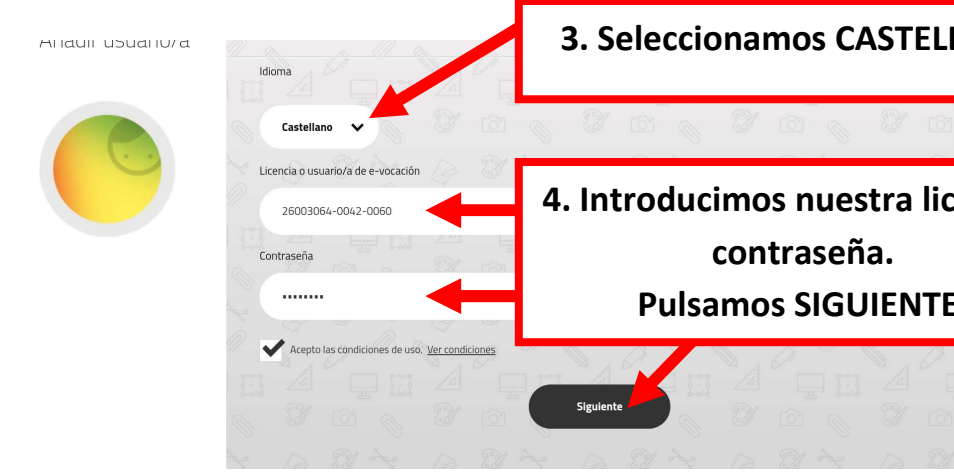 3. Seleccionamos
Añadir usuario/a
Idioma
Castellano
Licencia o usuario/a de e-vocación
26003064-0042-0060
4. Introducimos nuestra
contraseña.
Pulsamos SIGUIENTE
Contraseña
Acepto las condiciones de uso. Ver condiciones
Siguiente